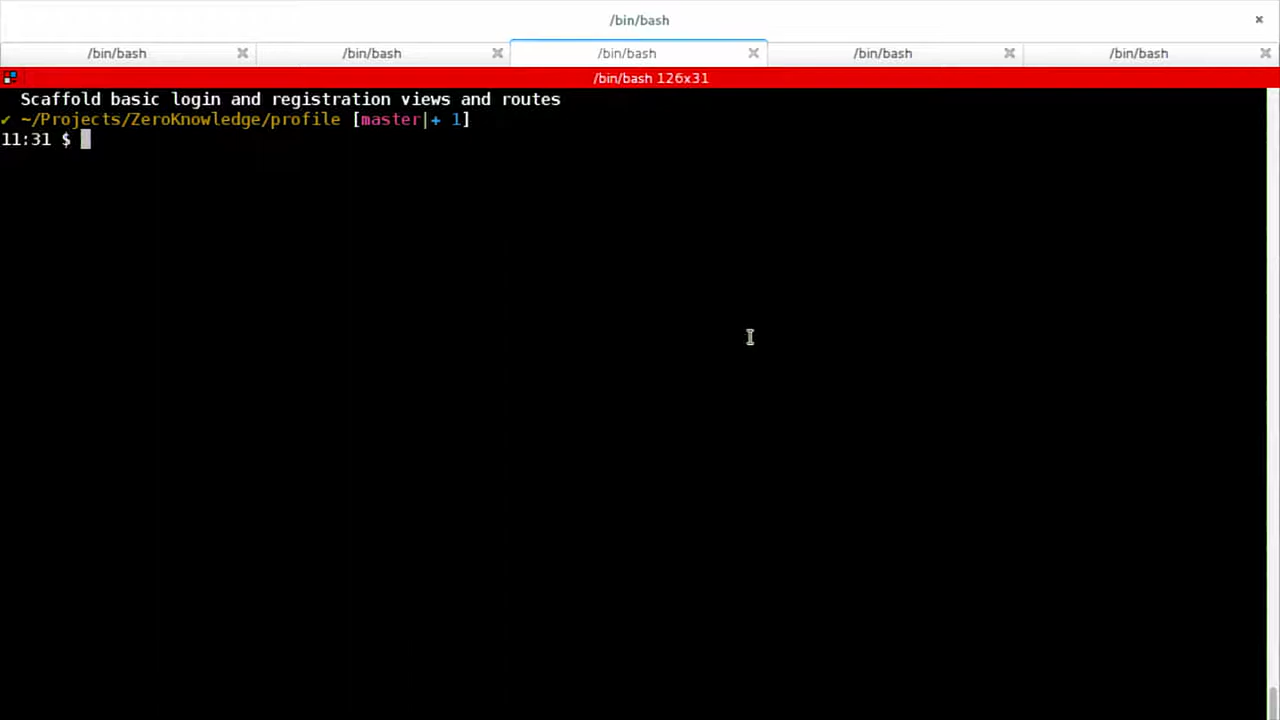 /bin/bash
/bin/bash /bin/bash /bin/bash /bin/bash /bin/bash
/bin/bash 126x31
Scaffold basic login and registration views and routes
✔ ~/Projects/ZeroKnowledge/profile [master|+ 1]
11:31 $